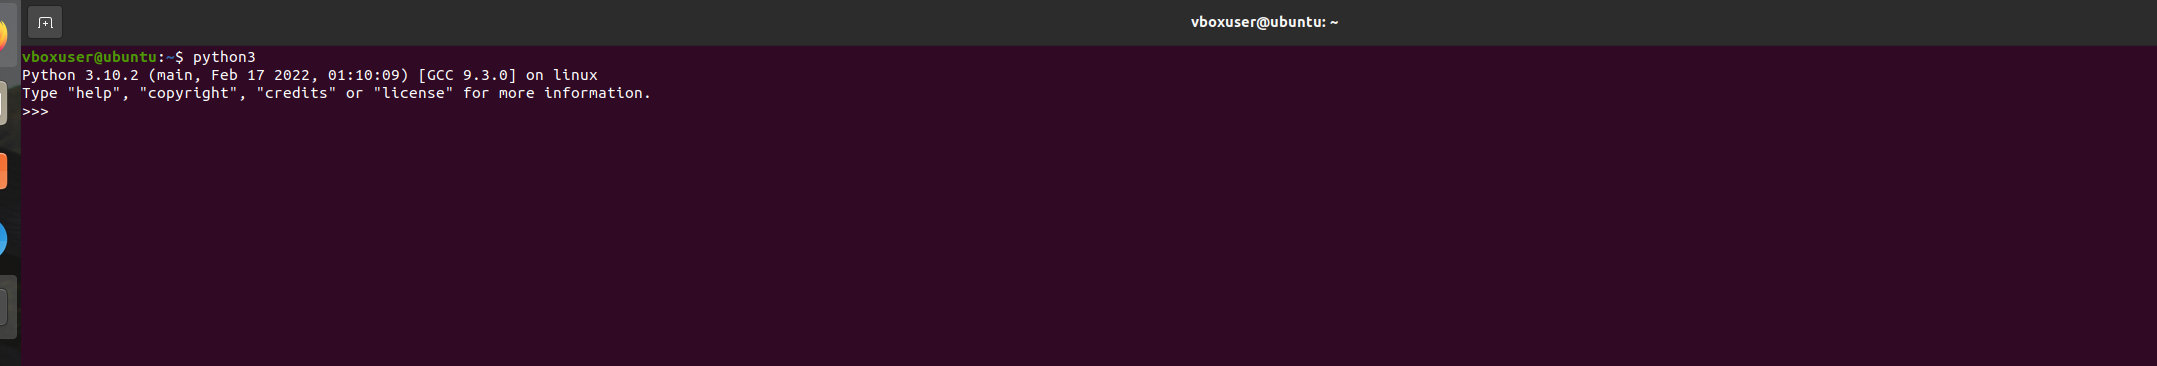 vboxuser@ubuntu: ~
vboxuser@ubuntu:~$ python3
Python 3.10.2 (main, Feb 17 2022, 01:10:09) [GCC 9.3.0] on linux
Type "help", "copyright", "credits" or "license" for more information.
>>>